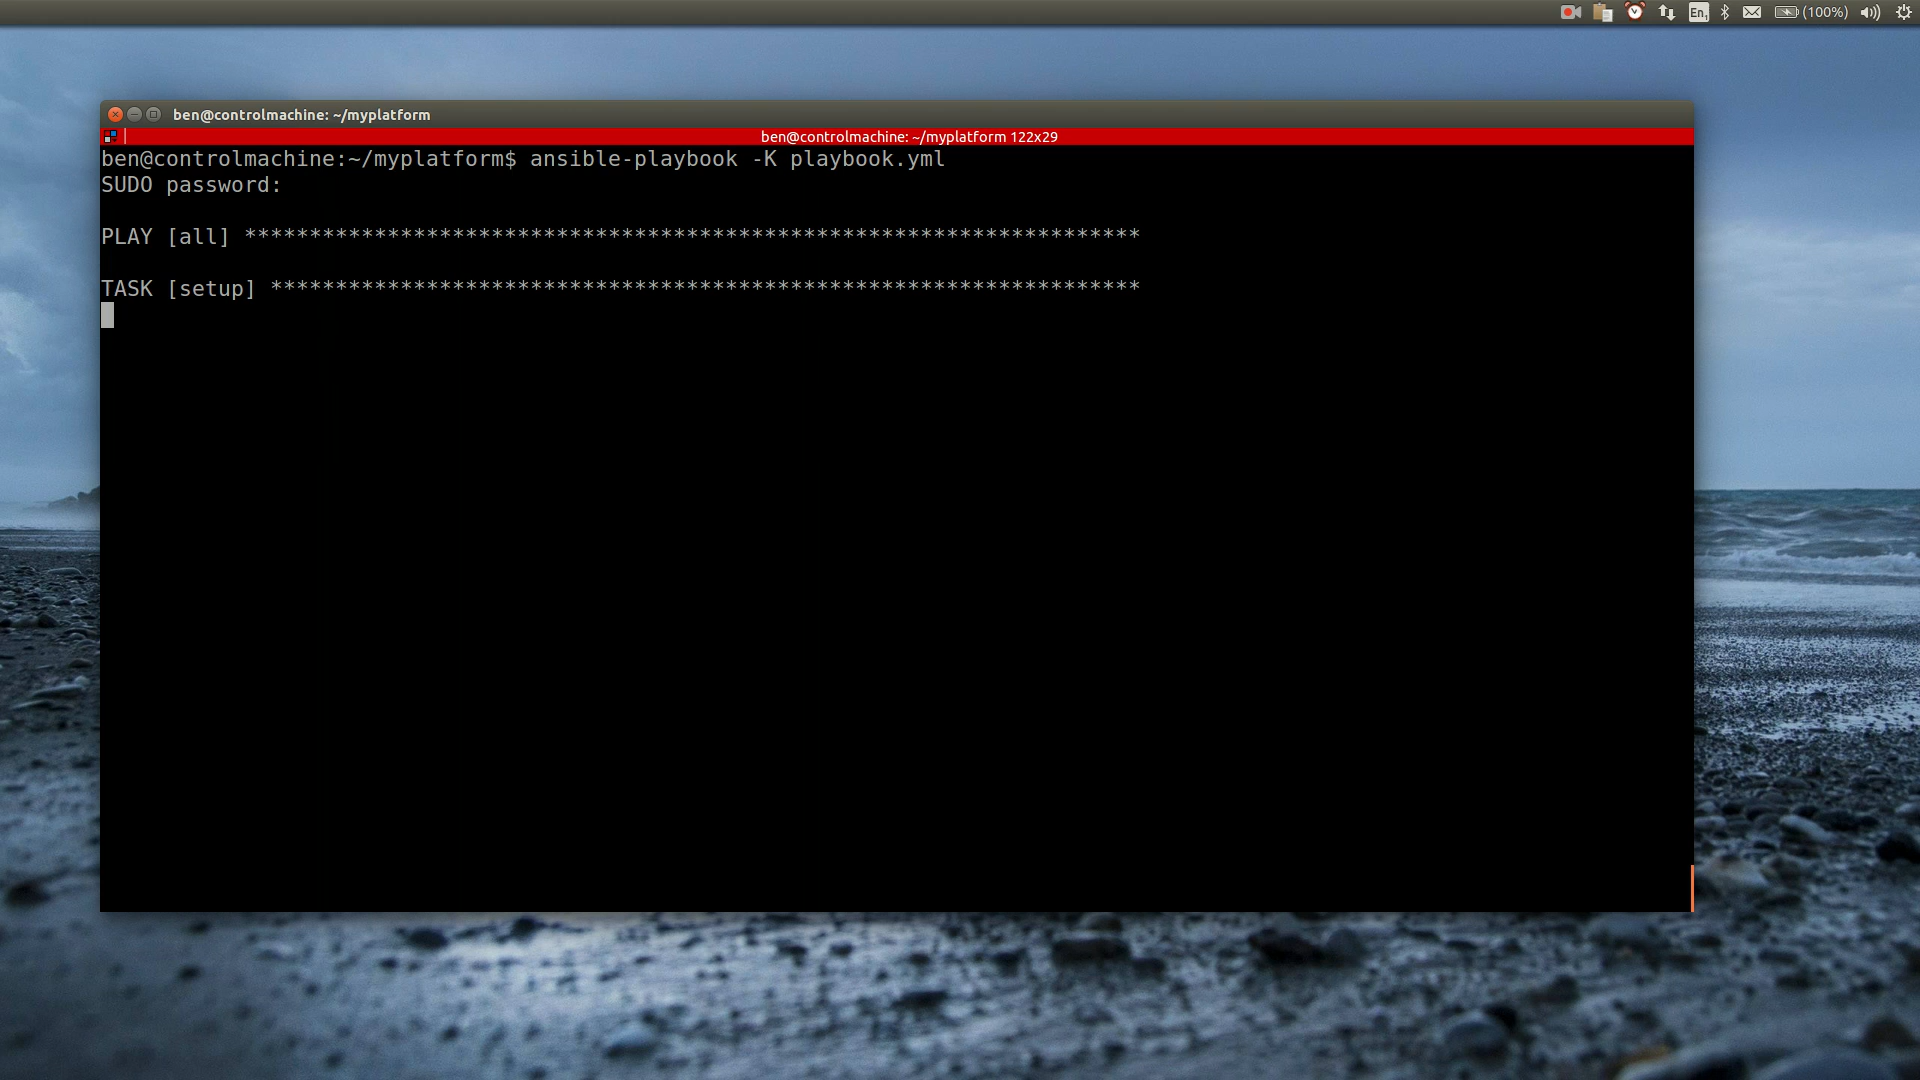 En1
(100%)
ben@controlmachine: ~/myplatform
ben@controlmachine: ~/myplatform 122x29
ben@controlmachine:~/myplatform$ ansible-playbook -K playbook.yml
SUDO password:
PLAY [all] *********************************************************************
TASK [setup] *******************************************************************